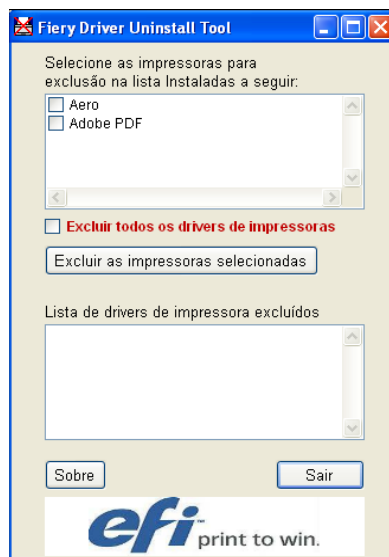 Fiery Driver Uninstall Tool
Selecione as impressoras para
exclusão na lista Instaladas a seguir:
Aero
Adobe PDF
Excluir todos os drivers de impressoras
Excluir as impressoras selecionadas
Lista de drivers de impressora excluídos
Sobre
Sair
efi™ print to win.